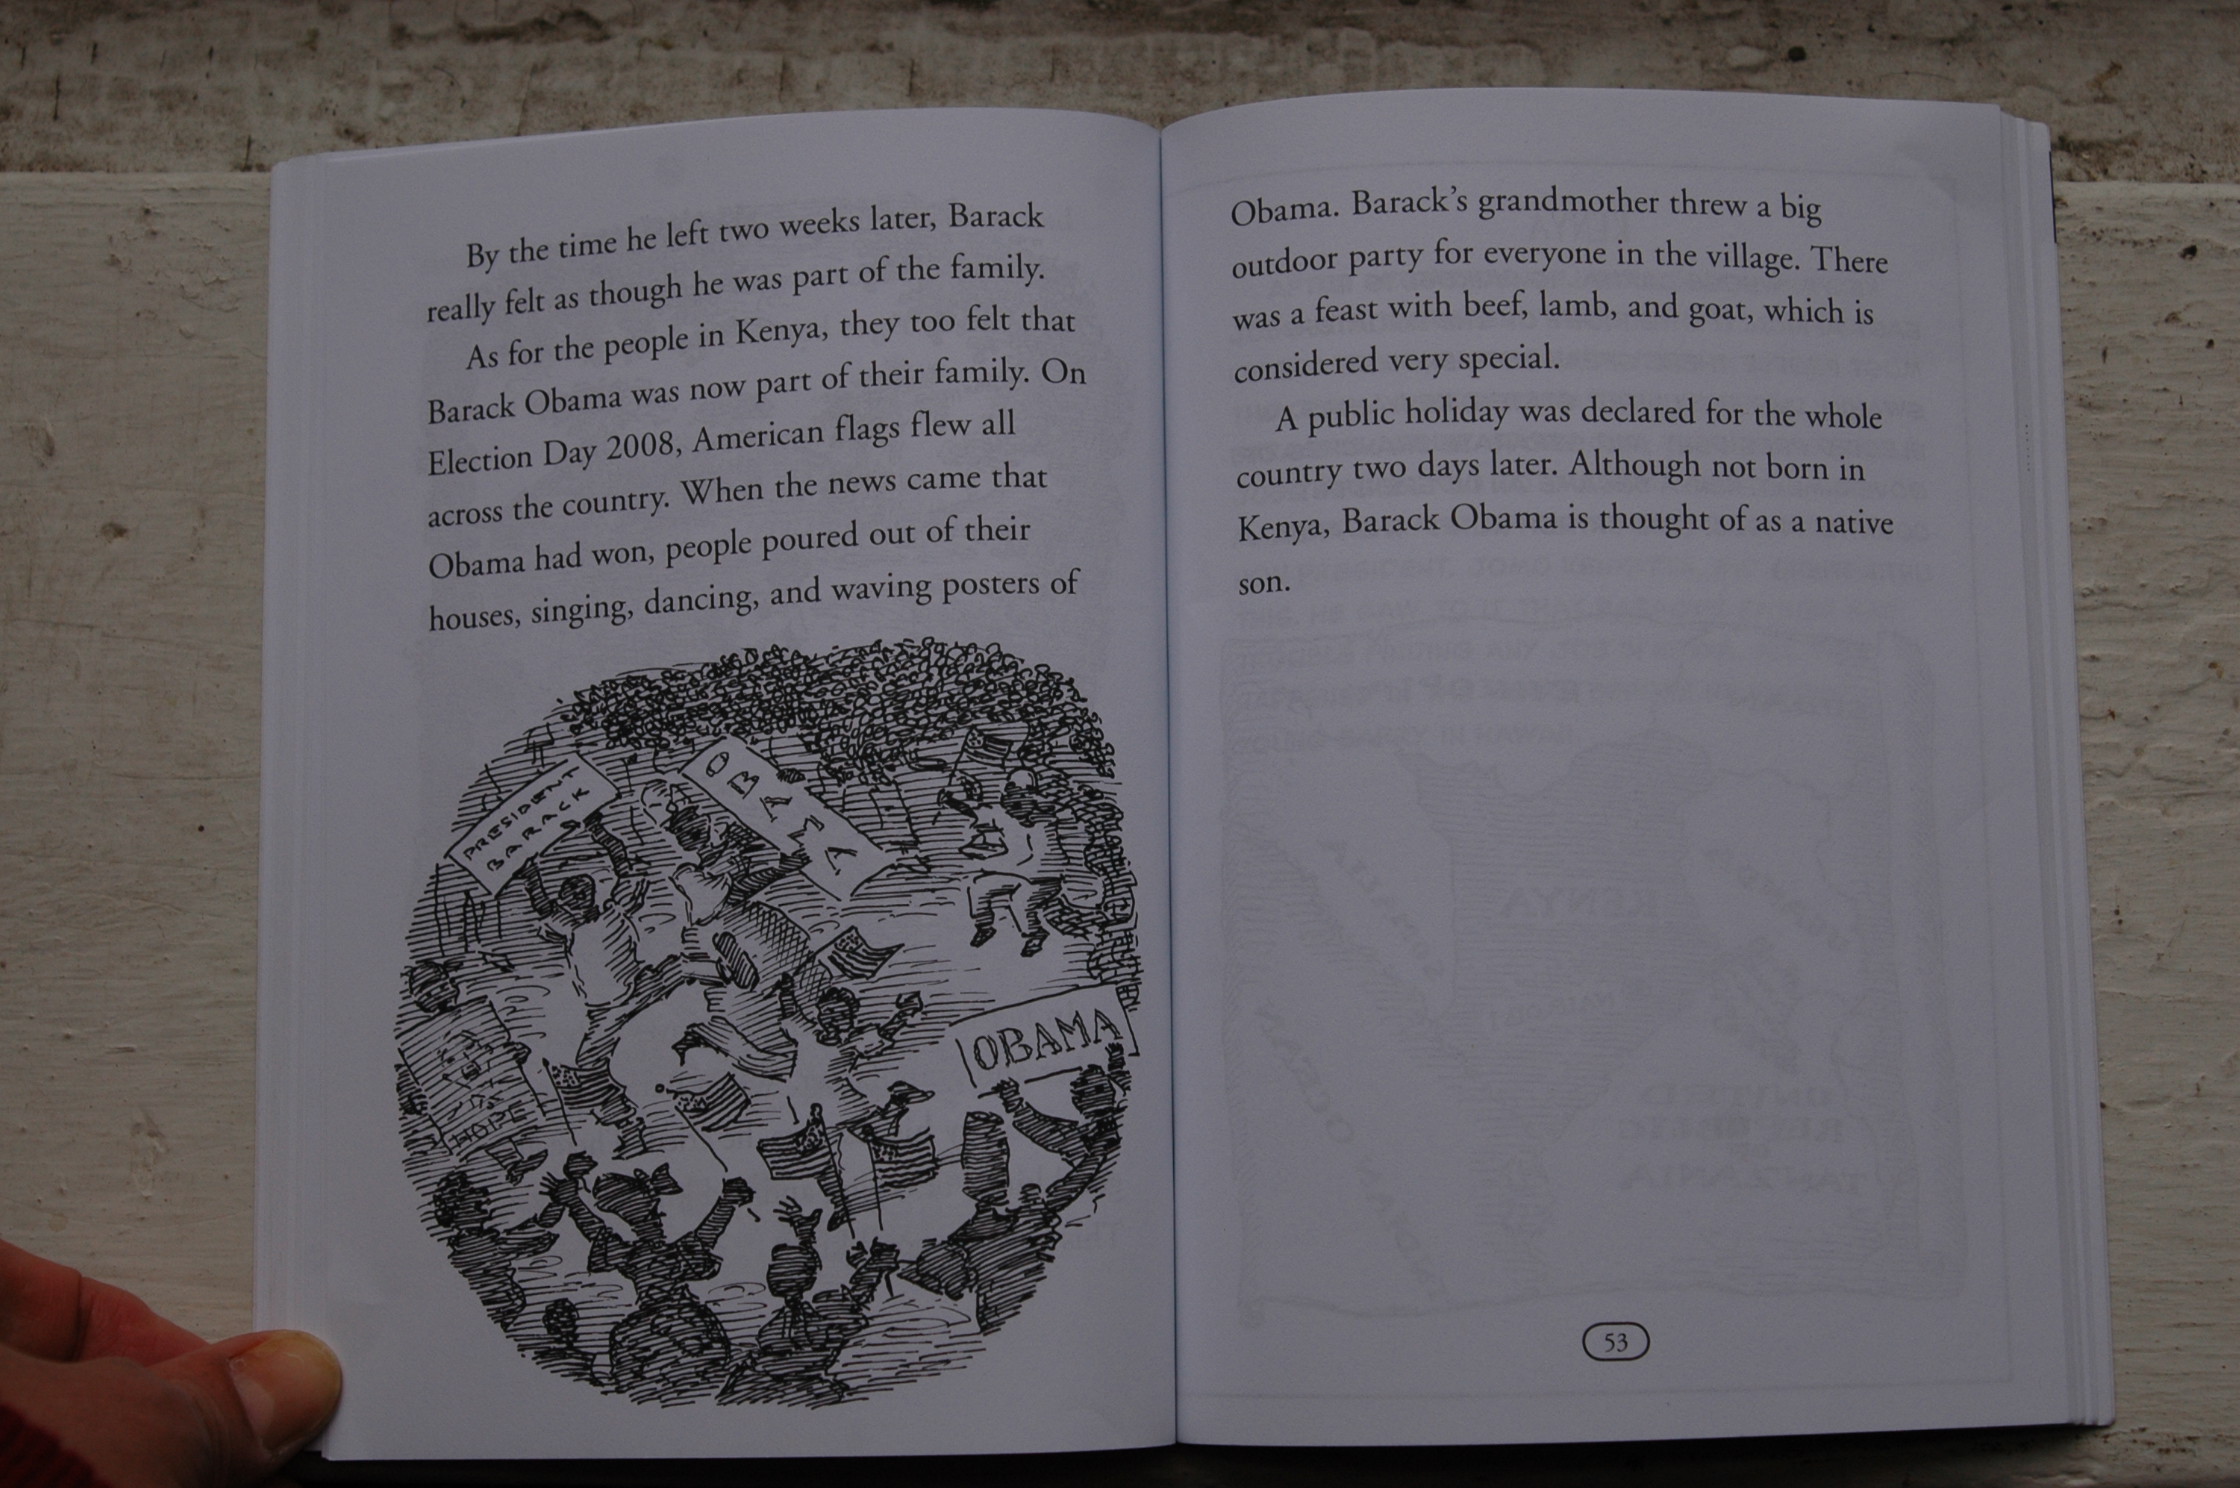 By the time he left two weeks later, Barack
really felt as though he was part of the family.
As for the people in Kenya, they too felt that
Barack Obama was now part of their family. On
Election Day 2008, American flags flew all
across the country. When the news came that
Obama had won, people poured out of their
houses, singing, dancing, and waving posters of
PRESIDENT
BARACK
OBAMA
OBAMA
HOPE
Obama. Barack's grandmother threw a big
outdoor party for everyone in the village. There
was a feast with beef, lamb, and goat, which is
considered very special.
A public holiday was declared for the whole
country two days later. Although not born in
Kenya, Barack Obama is thought of as a native
son.
KENYA
NAIROBI
UNITED
REPUBLIC
OF
TANZANIA
53